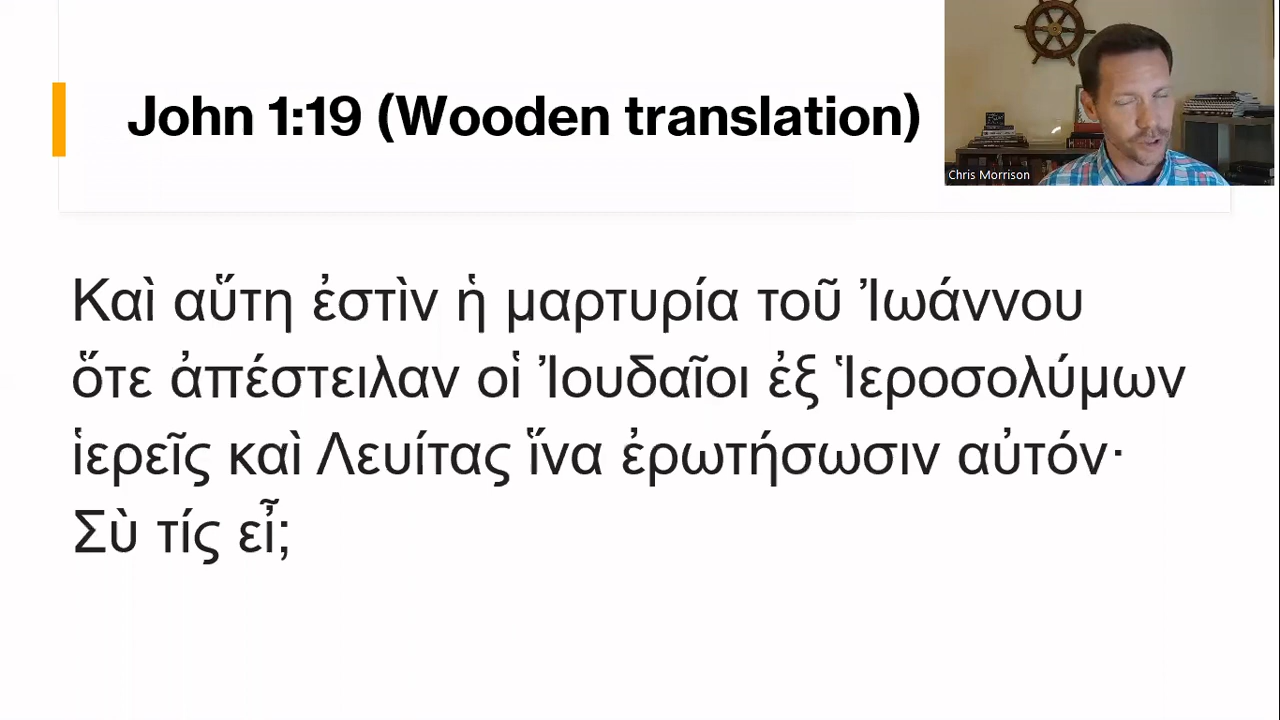 John 1:19 (Wooden translation)
Chris Morrison
Καὶ αὕτη ἐστὶν ἡ μαρτυρία τοῦ Ἰωάννου
ὅτε ἀπέστειλαν οἱ Ἰουδαῖοι ἐξ Ἱεροσολύμων
ἱερεῖς καὶ Λευίτας ἵνα ἐρωτήσωσιν αὐτόν·
Σὺ τίς εἶ;